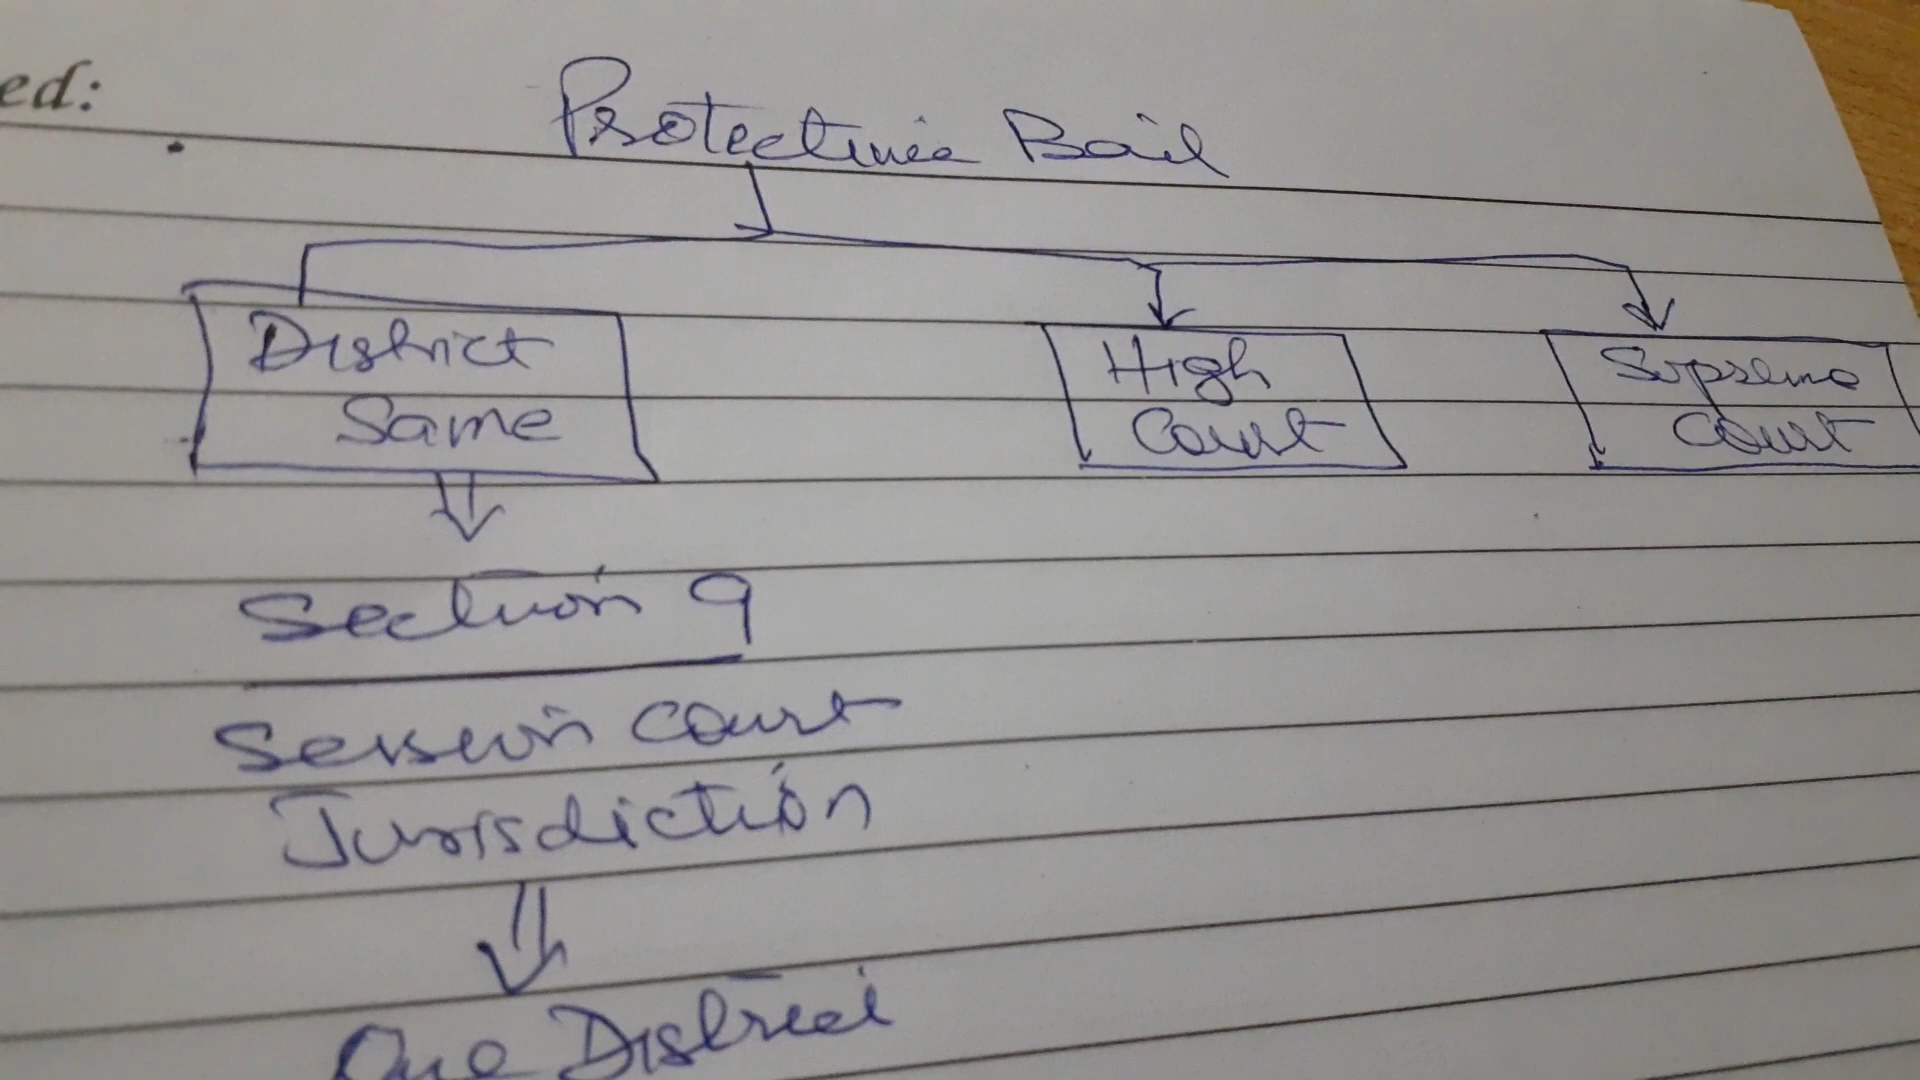 ed:
Protective Bail
District
Same
High
Court
Supreme
Court
Section 9
Session Court
Jurisdiction
One District